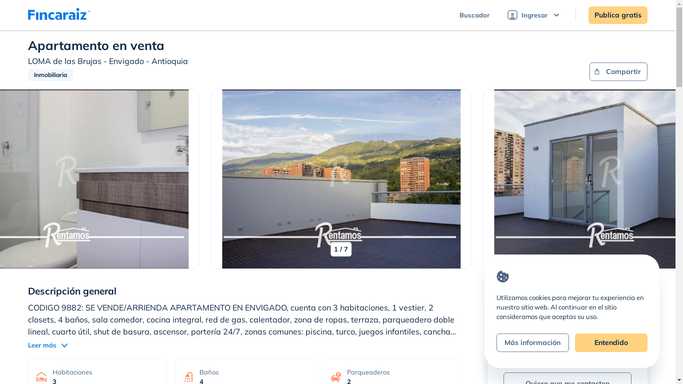 Fincaraiz
Buscador
Ingresar
Publica gratis
Apartamento en venta
LOMA de las Brujas - Envigado - Antioquia
Inmobiliaria
Compartir
Rentamos
Rentamos
Rentamos
1 / 7
Descripción general
CODIGO 9882: SE VENDE/ARRIENDA APARTAMENTO EN ENVIGADO, cuenta con 3 habitaciones, 1 vestier, 2
closets, 4 baños, sala comedor, cocina integral, red de gas, calentador, zona de ropas, terraza, parqueadero doble
lineal, cuarto útil, shut de basura, ascensor, portería 24/7, zonas comunes: piscina, turco, juegos infantiles, cancha...
Leer más
Habitaciones
3
Baños
4
Parqueaderos
2
Utilizamos cookies para mejorar tu experiencia en
nuestro sitio web. Al continuar en el sitio
consideramos que aceptas su uso.
Más información
Entendido
Quiero que me contacten